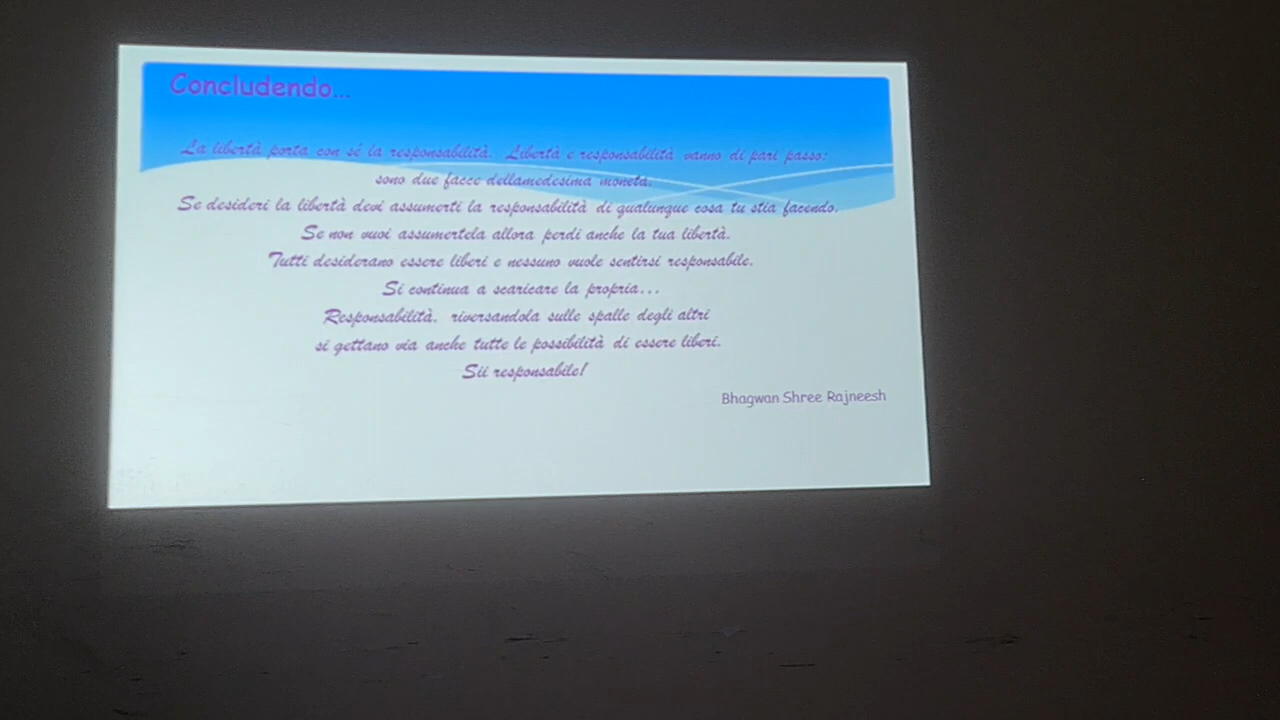 Concludendo...
La libertà porta con sé la responsabilità. Libertà e responsabilità vanno di pari passo:
sono due facce dellamedesima moneta.
Se desideri la libertà devi assumerti la responsabilità di qualunque cosa tu stia facendo.
Se non vuoi assumertela allora perdi anche la tua libertà.
Tutti desiderano essere liberi e nessuno vuole sentirsi responsabile.
Si continua a scaricare la propria...
Responsabilità. riversandola sulle spalle degli altri
si gettano via anche tutte le possibilità di essere liberi.
Sii responsabile!
Bhagwan Shree Rajneesh